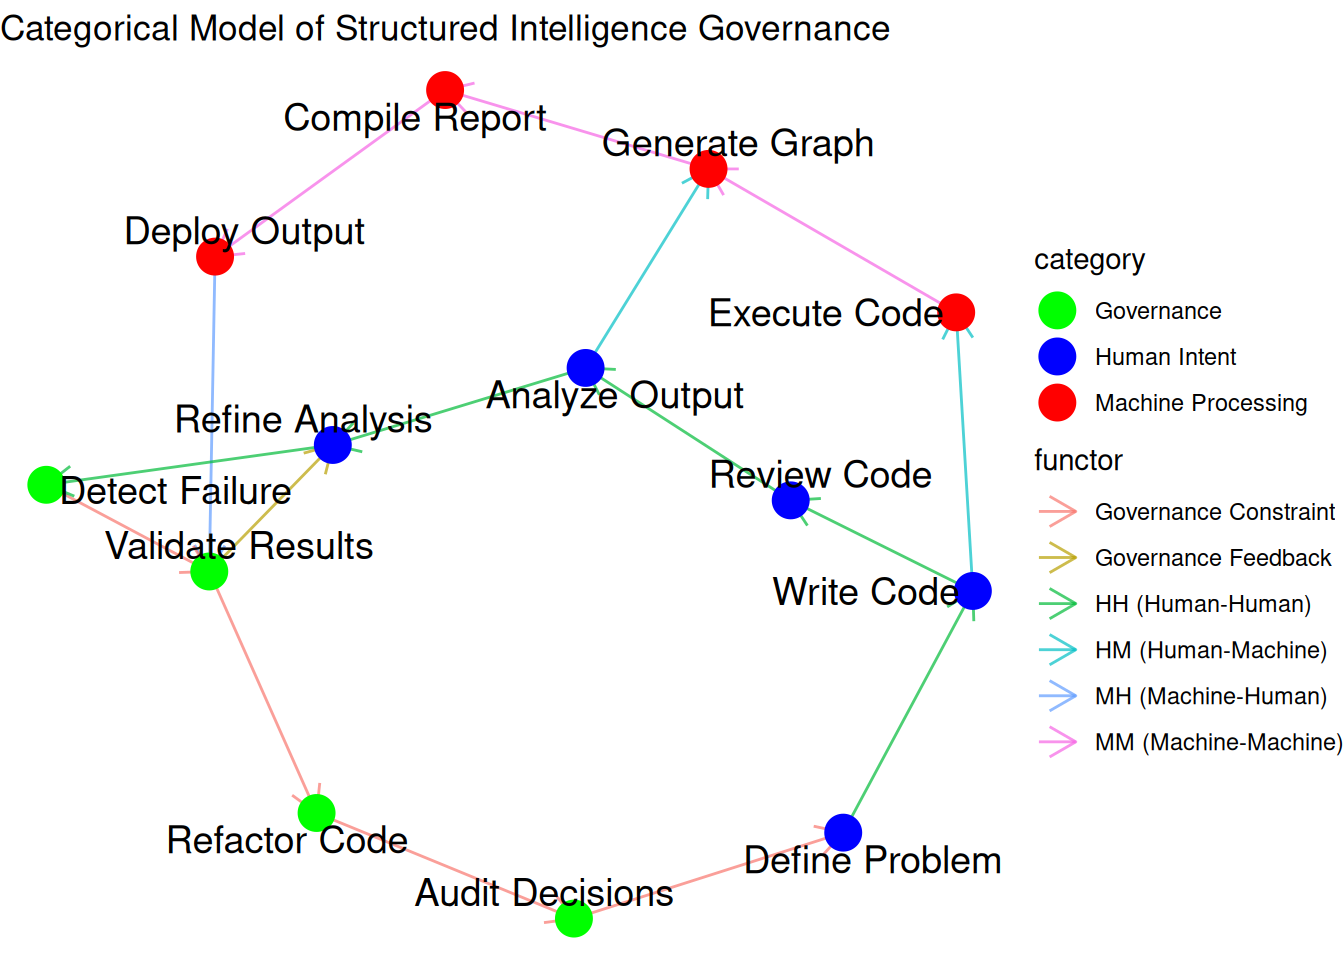 Categorical Model of Structured Intelligence Governance
Compile Report
Generate Graph
Deploy Output
Execute Code
Analyze Output
Refine Analysis
Review Code
Detect Failure
Validate Results
Write Code
Refactor Code
Define Problem
Audit Decisions
category
Governance
Human Intent
Machine Processing
functor
Governance Constraint
Governance Feedback
HH (Human-Human)
HM (Human-Machine)
MH (Machine-Human)
MM (Machine-Machine)